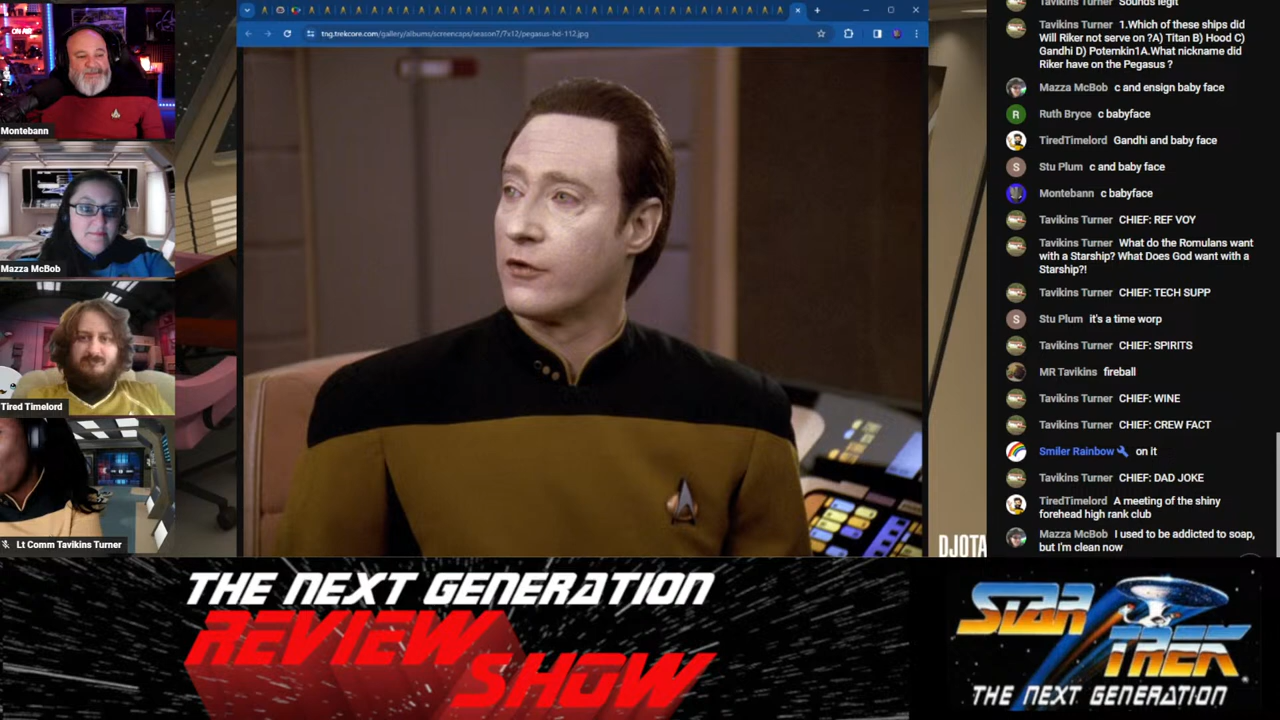 tng.trekcore.com/gallery/albums/screencaps/season7/7x12/pegasus-hd-112.jpg
Montebann
Mazza McBob
Tired Timelord
Lt Comm Tavikins Turner
DJOTA
Tavikins Turner Sounds legit
Tavikins Turner 1.Which of these ships did
Will Riker not serve on ?A) Titan B) Hood C)
Gandhi D) Potemkin1A.What nickname did
Riker have on the Pegasus ?
Mazza McBob c and ensign baby face
R
Ruth Bryce c babyface
TiredTimelord Gandhi and baby face
S
Stu Plum c and baby face
Montebann c babyface
Tavikins Turner CHIEF: REF VOY
Tavikins Turner What do the Romulans want
with a Starship? What Does God want with a
Starship?!
Tavikins Turner CHIEF: TECH SUPP
S
Stu Plum it's a time worp
Tavikins Turner CHIEF: SPIRITS
MR Tavikins fireball
Tavikins Turner CHIEF: WINE
Tavikins Turner CHIEF: CREW FACT
Smiler Rainbow on it
Tavikins Turner CHIEF: DAD JOKE
TiredTimelord A meeting of the shiny
forehead high rank club
Mazza McBob I used to be addicted to soap,
but I'm clean now
THE NEXT GENERATION
REVIEW
SHOW
STAR
TREK
THE NEXT GENERATION